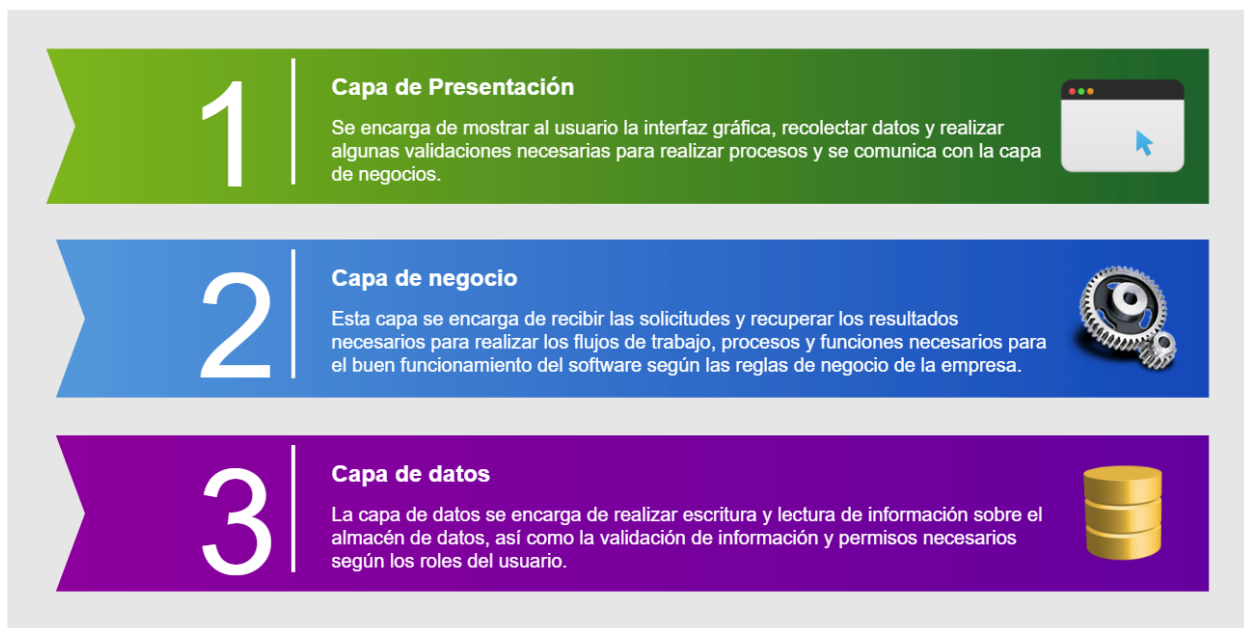 1
Capa de Presentación
Se encarga de mostrar al usuario la interfaz gráfica, recolectar datos y realizar
algunas validaciones necesarias para realizar procesos y se comunica con la capa
de negocios.
2
Capa de negocio
Esta capa se encarga de recibir las solicitudes y recuperar los resultados
necesarios para realizar los flujos de trabajo, procesos y funciones necesarios para
el buen funcionamiento del software según las reglas de negocio de la empresa.
3
Capa de datos
La capa de datos se encarga de realizar escritura y lectura de información sobre el
almacén de datos, así como la validación de información y permisos necesarios
según los roles del usuario.